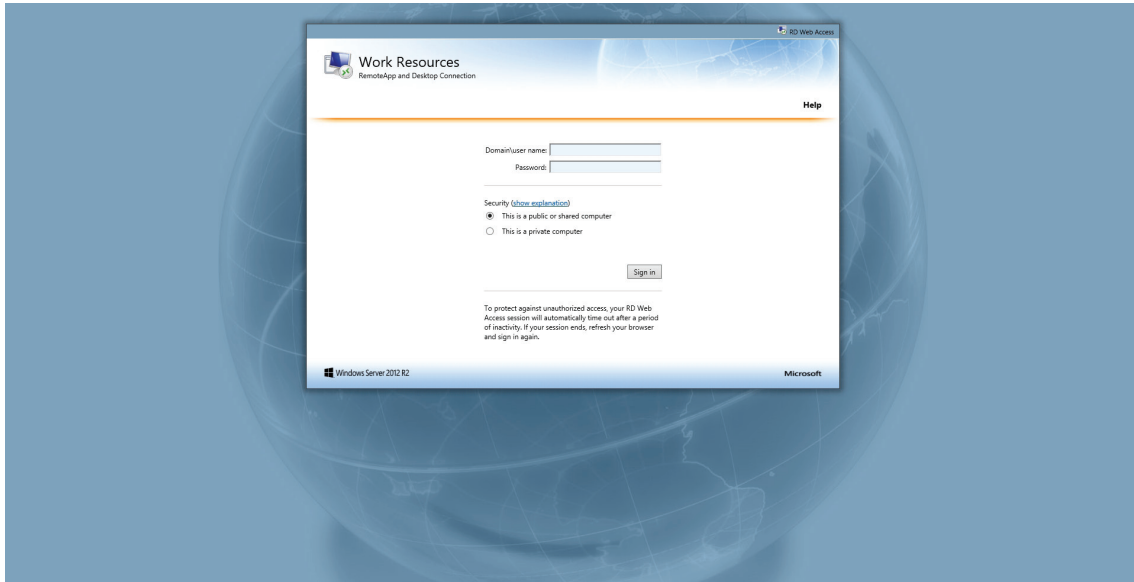 RD Web Access
Work Resources
RemoteApp and Desktop Connection
Help
Domain\user name:
Password:
Security (show explanation)
This is a public or shared computer
This is a private computer
Sign in
To protect against unauthorized access, your RD Web
Access session will automatically time out after a period
of inactivity. If your session ends, refresh your browser
and sign in again.
Windows Server 2012 R2
Microsoft